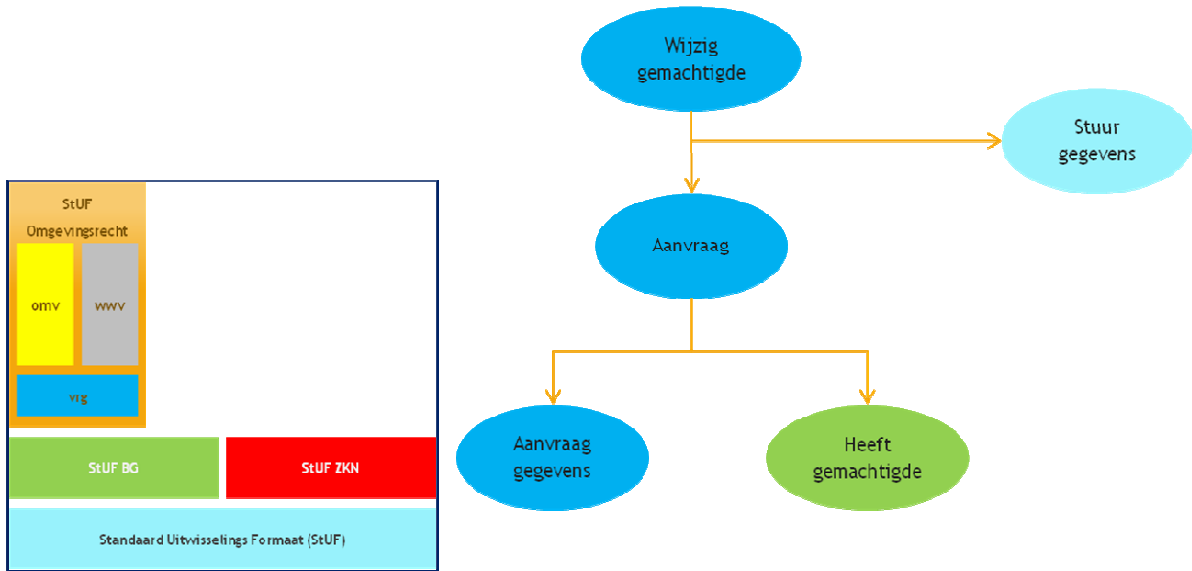 Wijzig
gemachtigde
Stuur
gegevens
Aanvraag
Aanvraag
gegevens
Heeft
gemachtigde
StUF
Omgevingsrecht
omv
wwv
vrg
StUF BG
StUF ZKN
Standaard Uitwisselings Formaat (StUF)